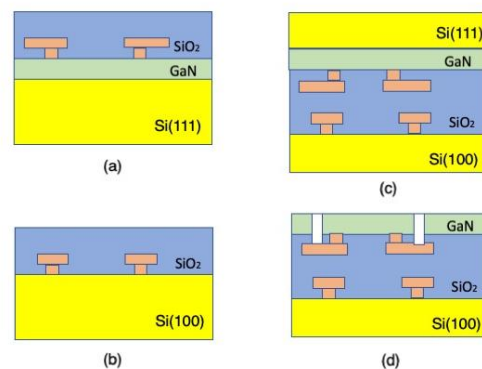 SiO₂
GaN
Si(111)
(a)
SiO₂
Si(100)
(b)
Si(111)
GaN
SiO₂
Si(100)
(c)
GaN
SiO₂
Si(100)
(d)